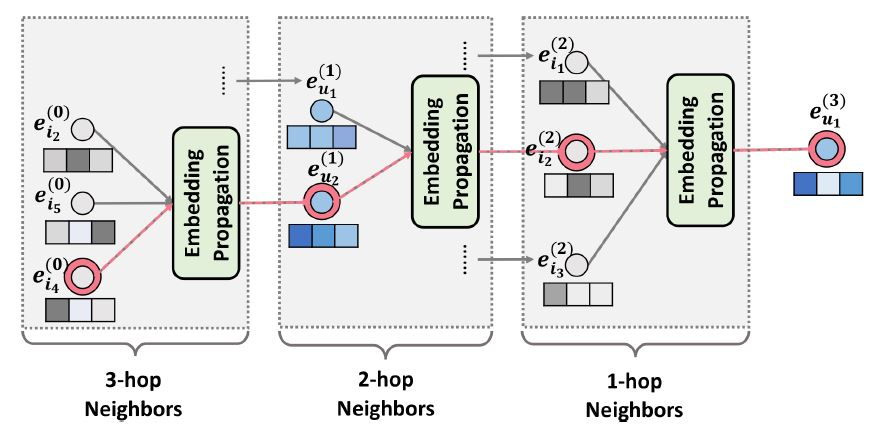 e_{i_2}^{(0)}
e_{i_5}^{(0)}
e_{i_4}^{(0)}
Embedding
Propagation
......
e_{u_1}^{(1)}
e_{u_2}^{(1)}
Embedding
Propagation
......
......
e_{i_1}^{(2)}
e_{i_2}^{(2)}
e_{i_3}^{(2)}
Embedding
Propagation
e_{u_1}^{(3)}
3-hop
Neighbors
2-hop
Neighbors
1-hop
Neighbors